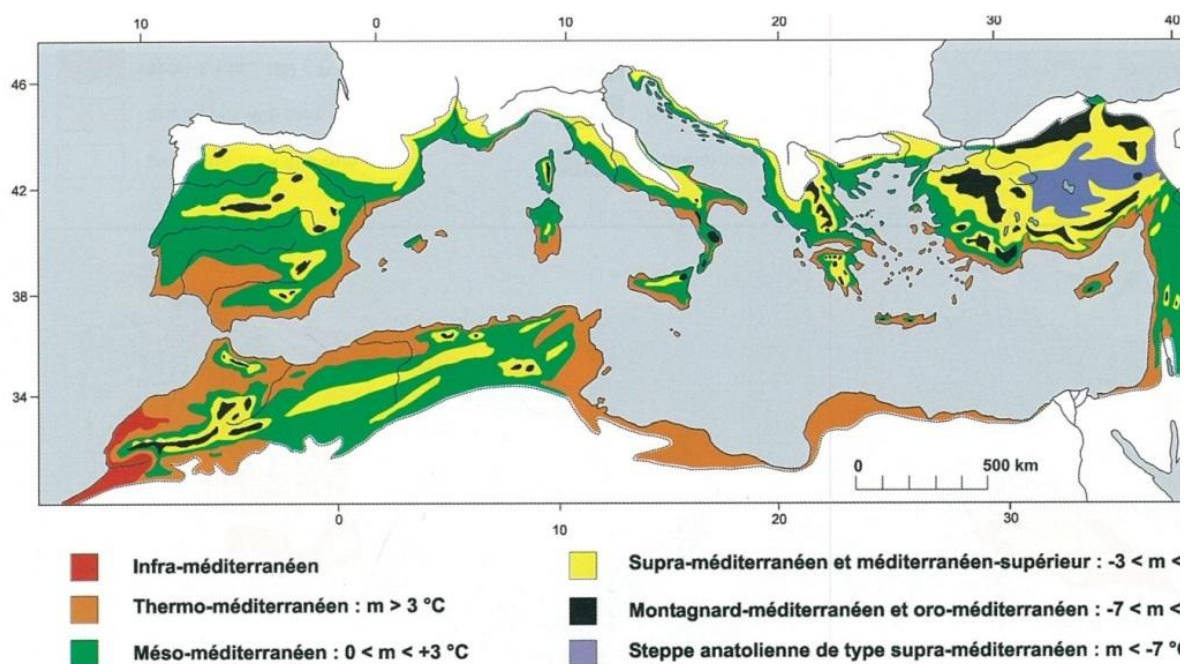 10 0 10 20 30 40
46
42
38
34
0 500 km
0 10 20 30
Infra-méditerranéen
Thermo-méditerranéen : m > 3 °C
Méso-méditerranéen : 0 < m < +3 °C
Supra-méditerranéen et méditerranéen-supérieur : -3 < m <
Montagnard-méditerranéen et oro-méditerranéen : -7 < m <
Steppe anatolienne de type supra-méditerranéen : m < -7 °C